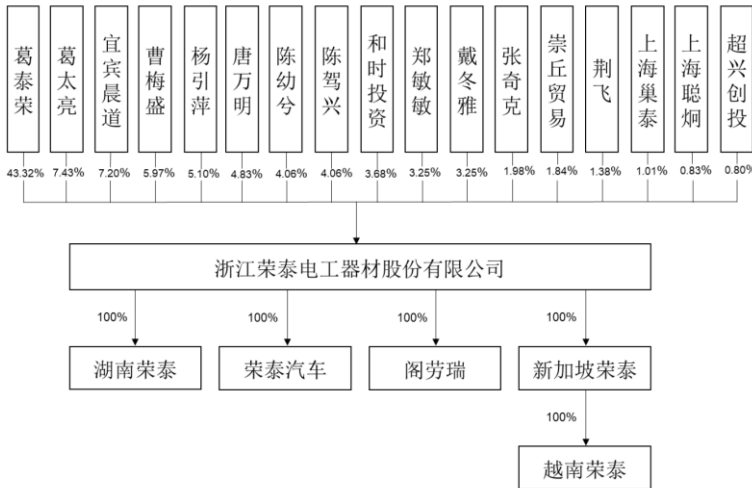 葛泰荣
葛太亮
宜宾晨道
曹梅盛
杨引萍
唐万明
陈幼兮
陈驾兴
和时投资
郑敏敏
戴冬雅
张奇克
崇丘贸易
荆飞
上海巢泰
上海聪炯
超兴创投
43.32%
7.43%
7.20%
5.97%
5.10%
4.83%
4.06%
4.06%
3.68%
3.25%
3.25%
1.98%
1.84%
1.38%
1.01%
0.83%
0.80%
浙江荣泰电工器材股份有限公司
100%
100%
100%
100%
湖南荣泰
荣泰汽车
阁劳瑞
新加坡荣泰
100%
越南荣泰